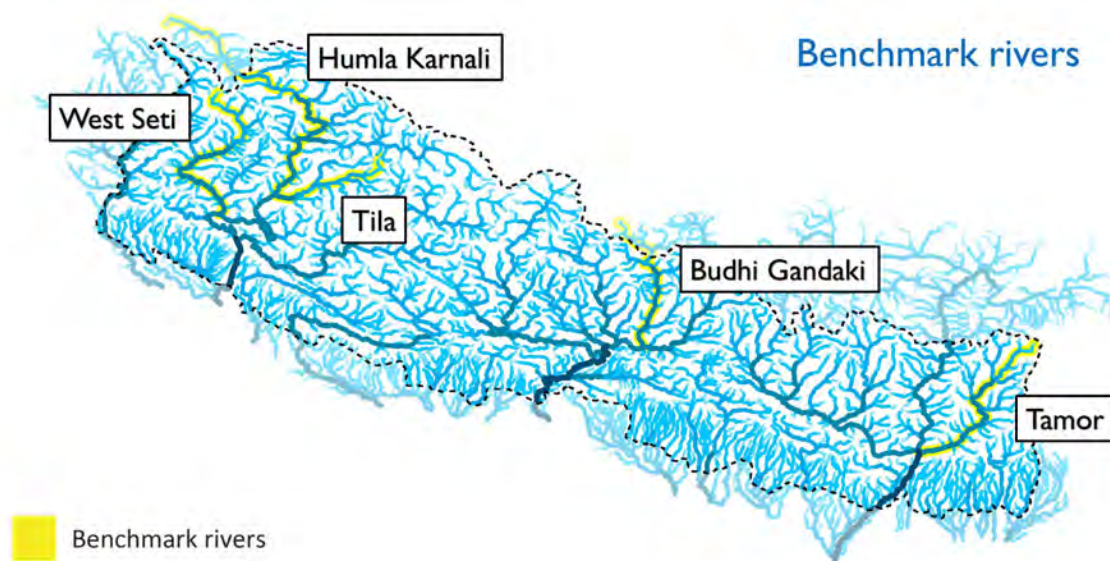 Benchmark rivers
Humla Karnali
West Seti
Tila
Budhi Gandaki
Tamor
Benchmark rivers